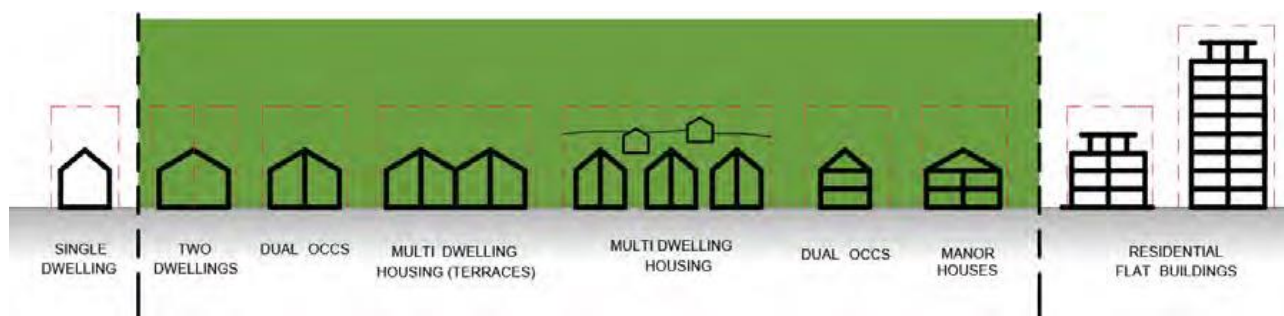 SINGLE
DWELLING
TWO
DWELLINGS
DUAL OCCS
MULTI DWELLING
HOUSING (TERRACES)
MULTI DWELLING
HOUSING
DUAL OCCS
MANOR
HOUSES
RESIDENTIAL
FLAT BUILDINGS